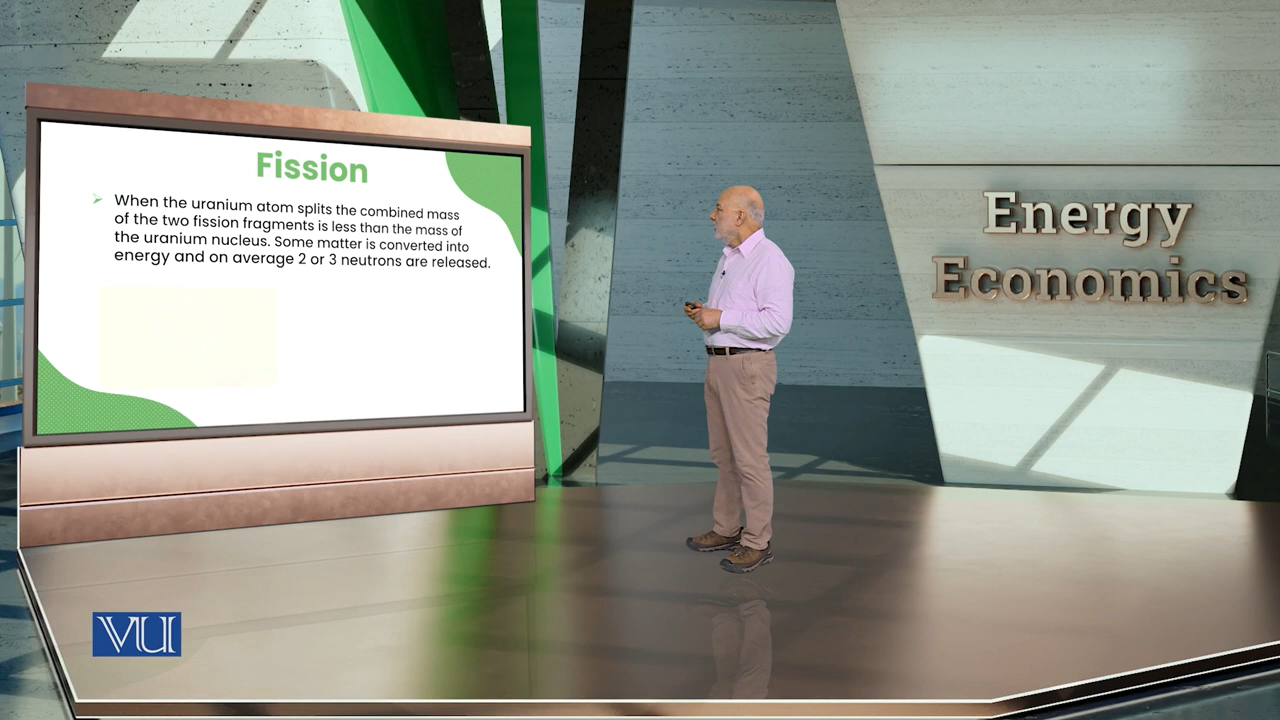 Fission
When the uranium atom splits the combined mass
of the two fission fragments is less than the mass of
the uranium nucleus. Some matter is converted into
energy and on average 2 or 3 neutrons are released.
Energy
Economics
VU